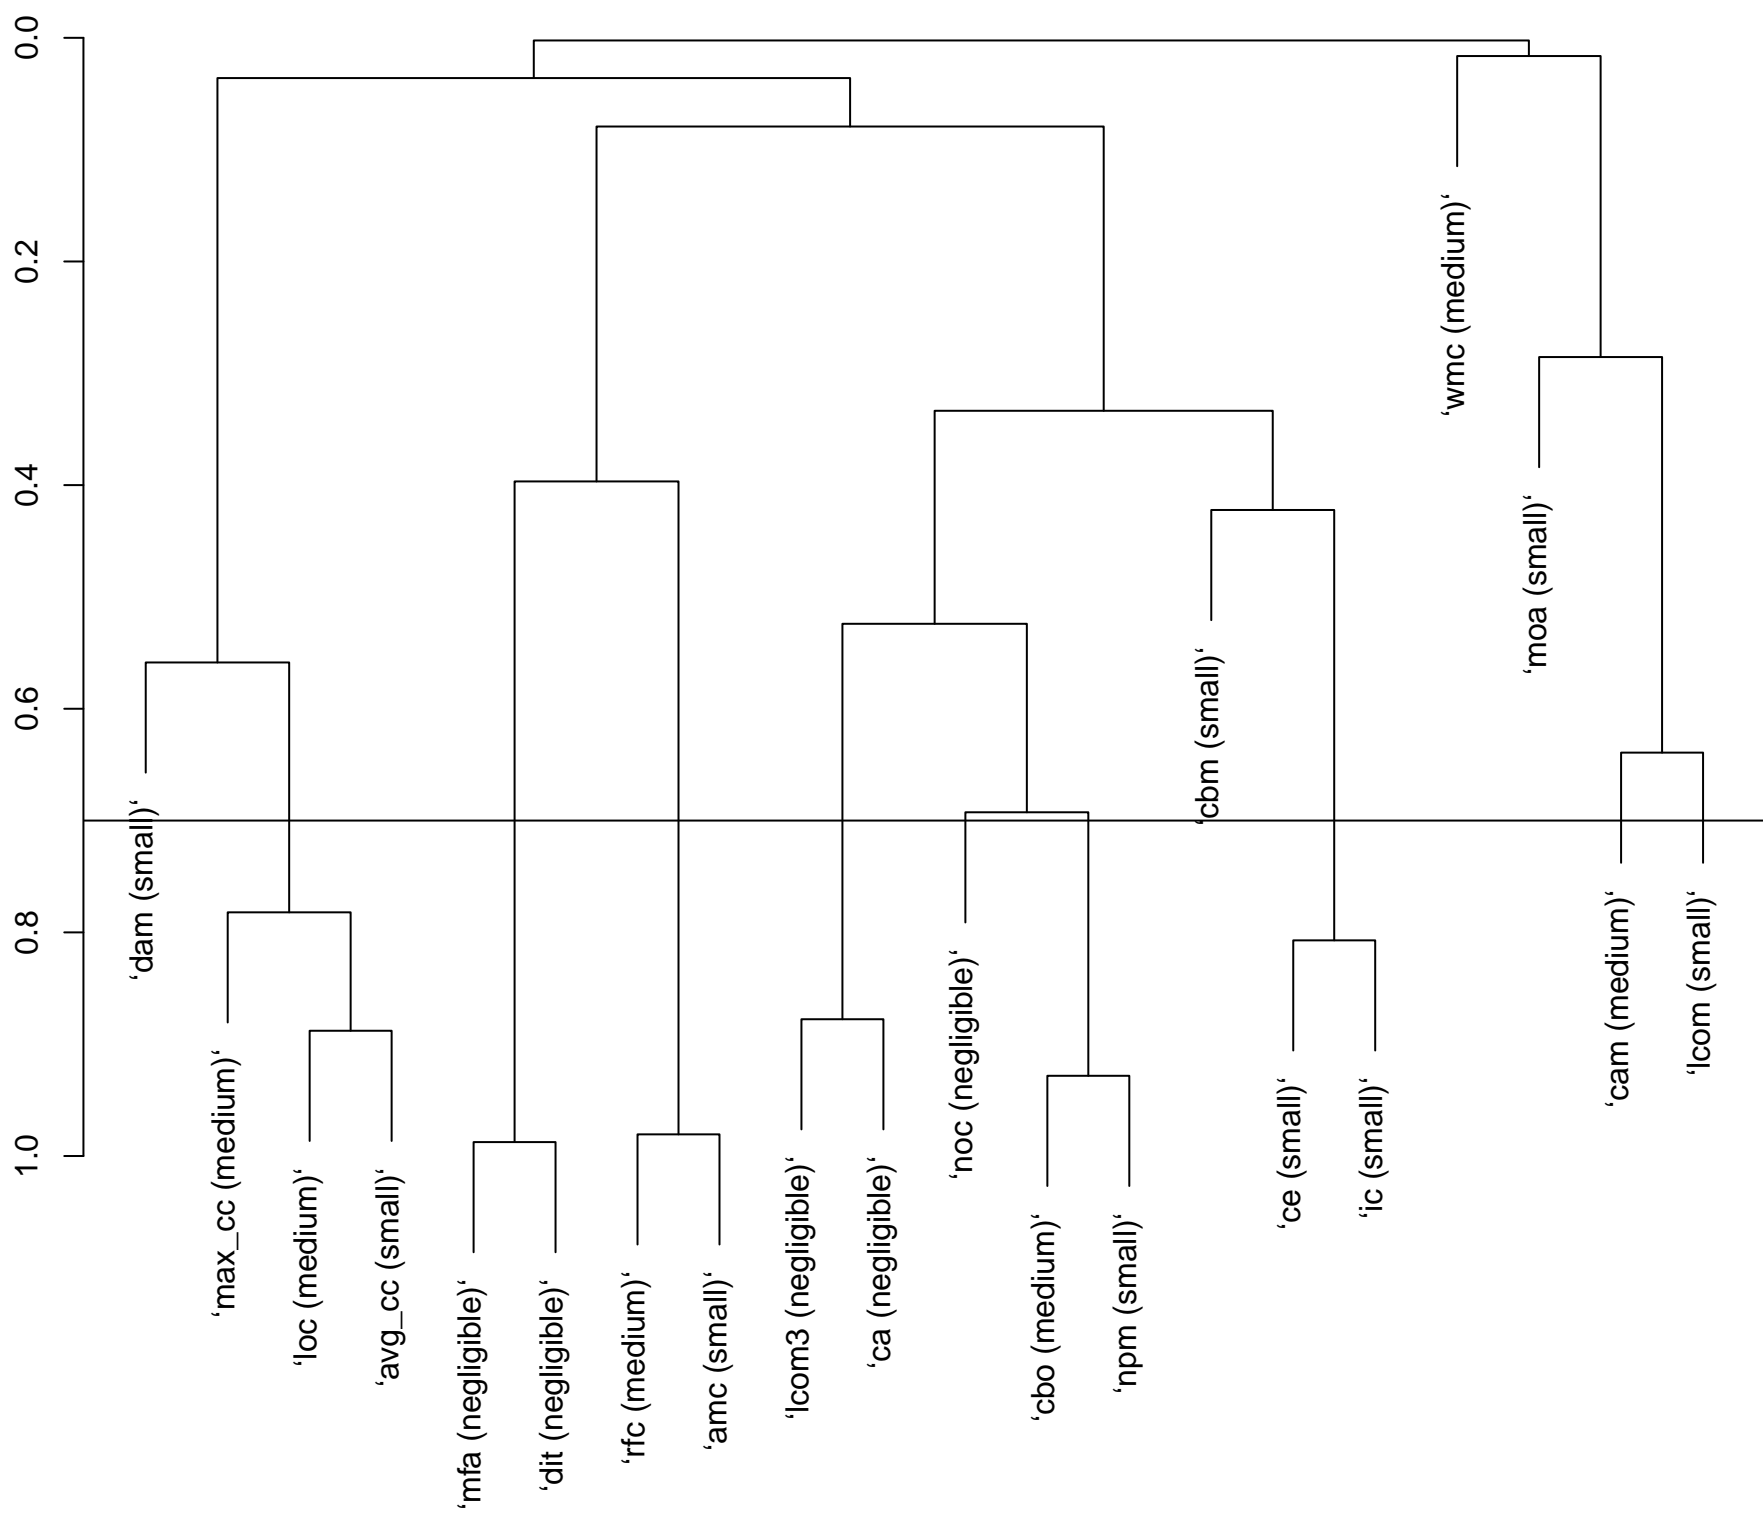 0.0
0.2
0.4
0.6
0.8
1.0
‘dam (small)‘
‘max_cc (medium)‘
‘loc (medium)‘
‘avg_cc (small)‘
‘mfa (negligible)‘
‘dit (negligible)‘
‘rfc (medium)‘
‘amc (small)‘
‘lcom3 (negligible)‘
‘ca (negligible)‘
‘noc (negligible)‘
‘cbo (medium)‘
‘npm (small)‘
‘cbm (small)‘
‘ce (small)‘
‘ic (small)‘
‘wmc (medium)‘
‘moa (small)‘
‘cam (medium)‘
‘lcom (small)‘